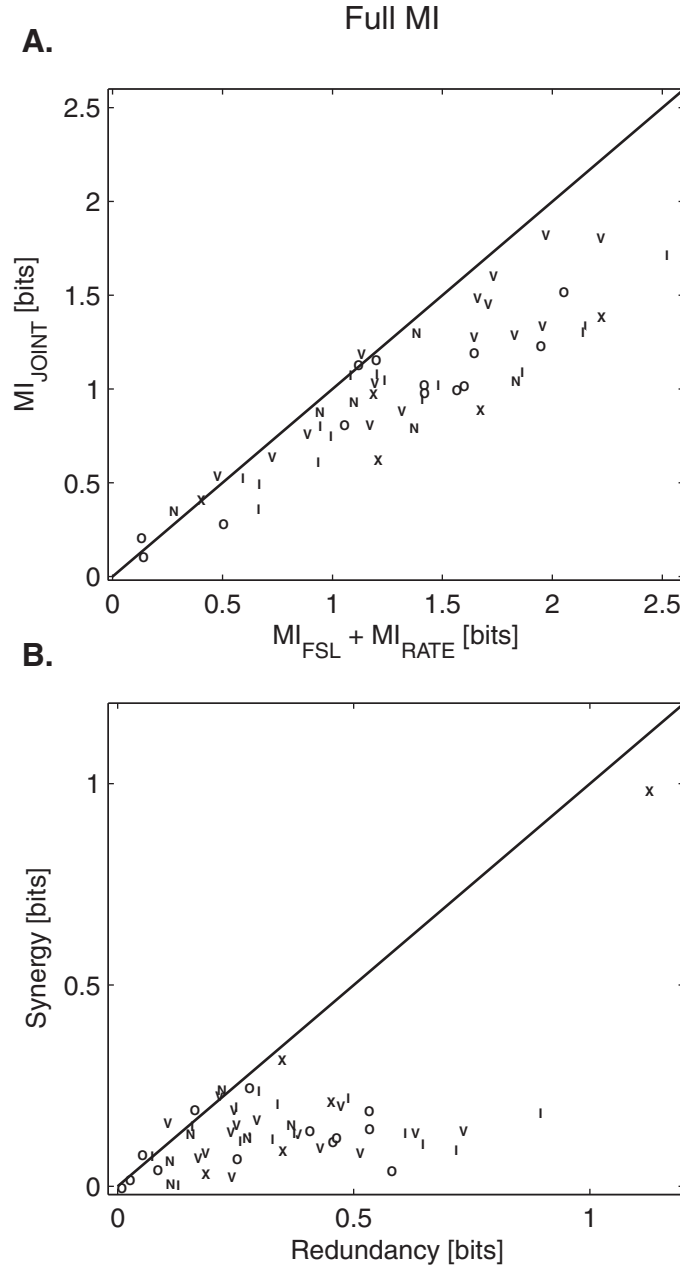 Full MI
A.
2.5
2
1.5
1
0.5
0
MI_JOINT [bits]
0 0.5 1 1.5 2 2.5
MI_FSL + MI_RATE [bits]
B.
1
0.5
0
Synergy [bits]
0 0.5 1
Redundancy [bits]